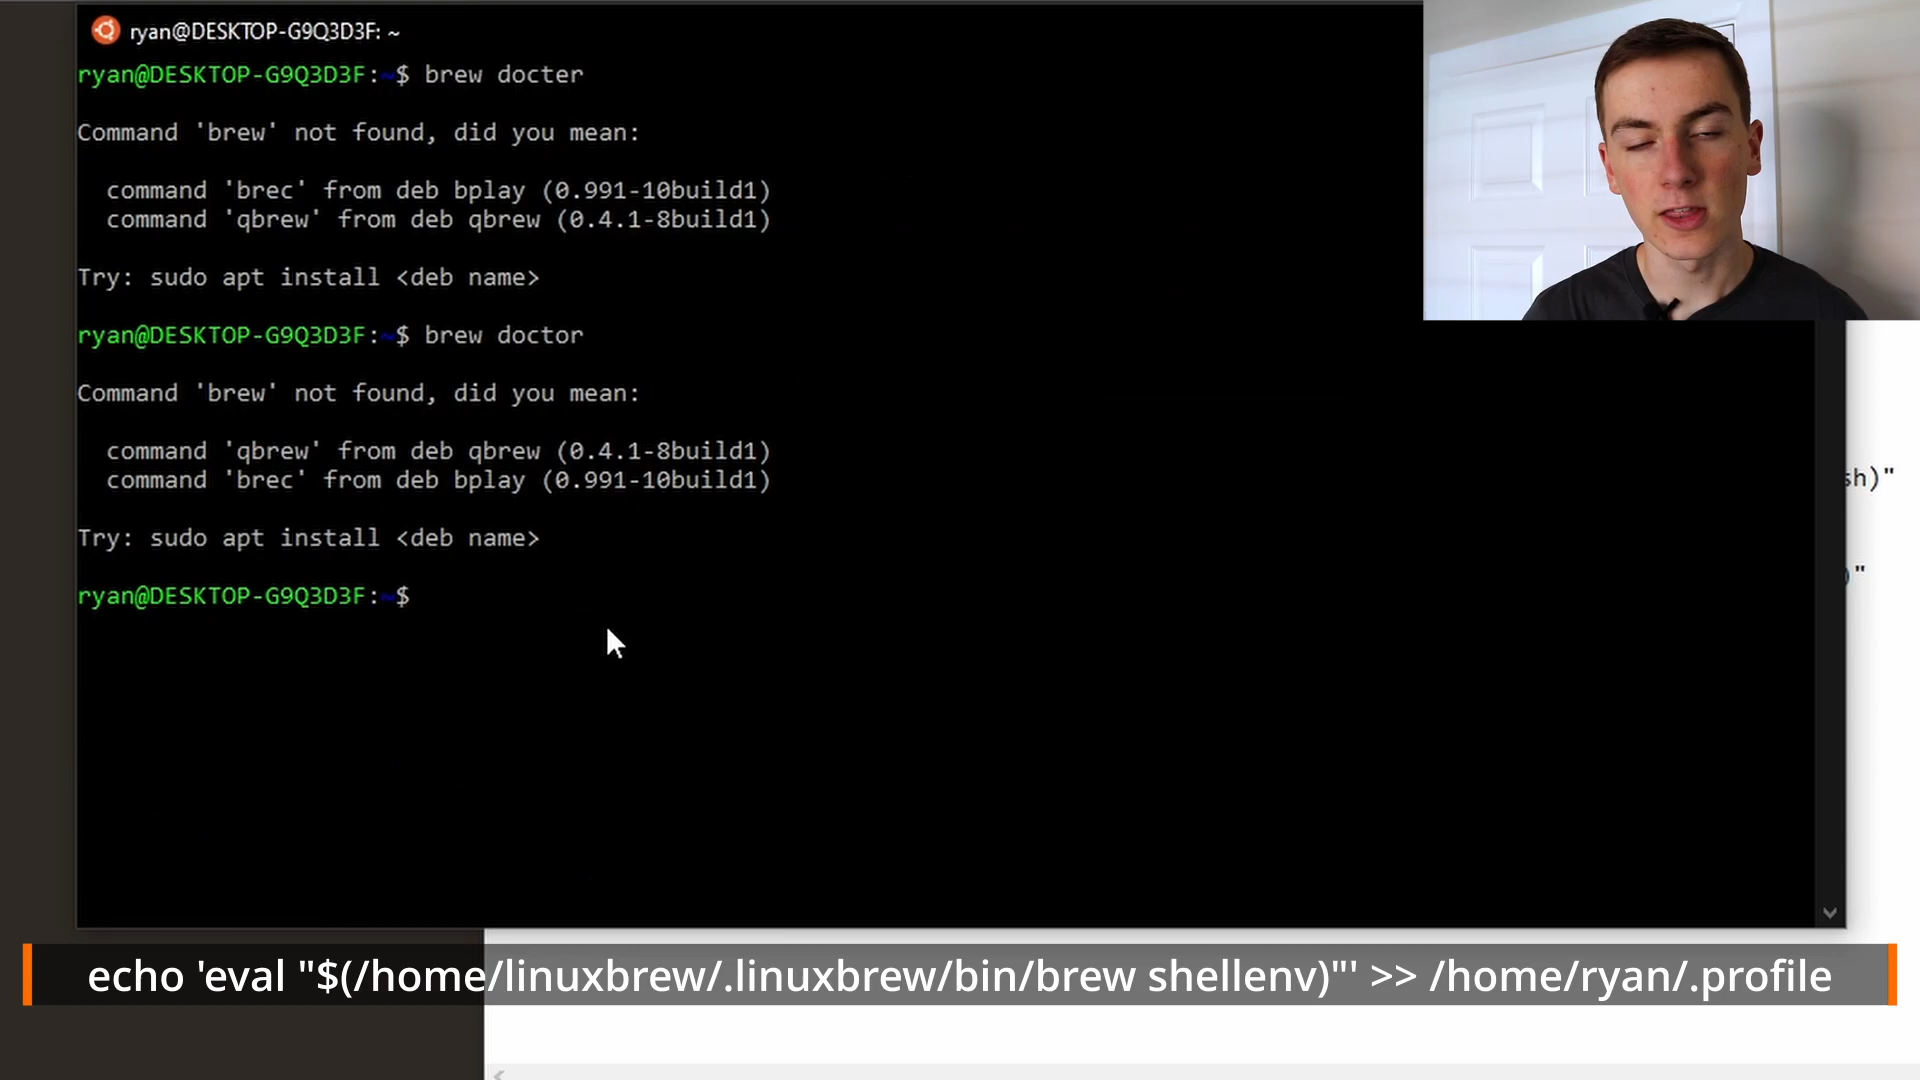 ryan@DESKTOP-G9Q3D3F: ~
ryan@DESKTOP-G9Q3D3F:~$ brew docter
Command 'brew' not found, did you mean:
command 'brec' from deb bplay (0.991-10build1)
command 'qbrew' from deb qbrew (0.4.1-8build1)
Try: sudo apt install <deb name>
ryan@DESKTOP-G9Q3D3F:~$ brew doctor
Command 'brew' not found, did you mean:
command 'qbrew' from deb qbrew (0.4.1-8build1)
command 'brec' from deb bplay (0.991-10build1)
sh)"
Try: sudo apt install <deb name>
)"
ryan@DESKTOP-G9Q3D3F:~$
echo 'eval "$(/home/linuxbrew/.linuxbrew/bin/brew shellenv)"' >> /home/ryan/.profile